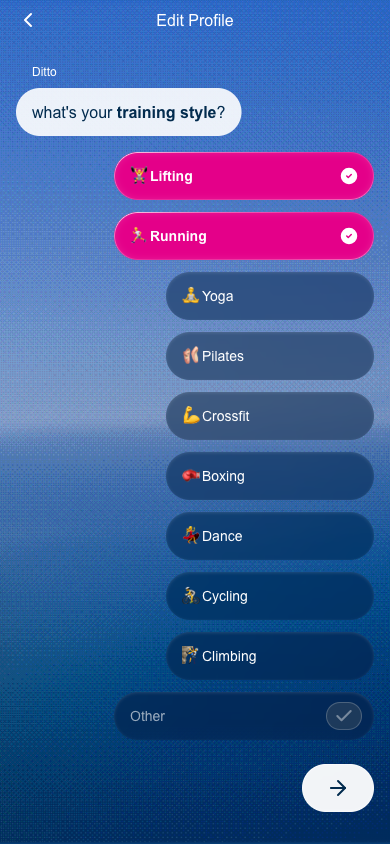 Edit Profile
Ditto
what's your training style?
Lifting
Running
Yoga
Pilates
Crossfit
Boxing
Dance
Cycling
Climbing
Other